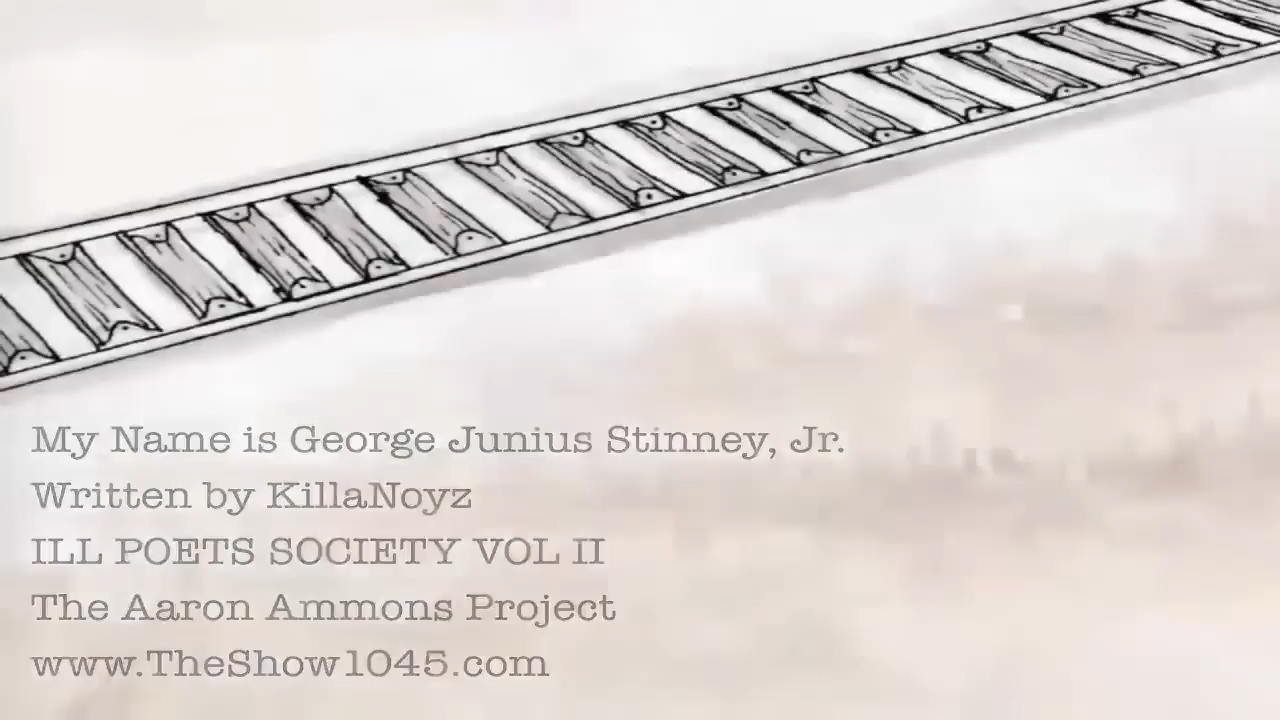 My Name is George Junius Stinney, Jr.
Written by KillaNoyz
ILL POETS SOCIETY VOL II
The Aaron Ammons Project
www.TheShow1045.com